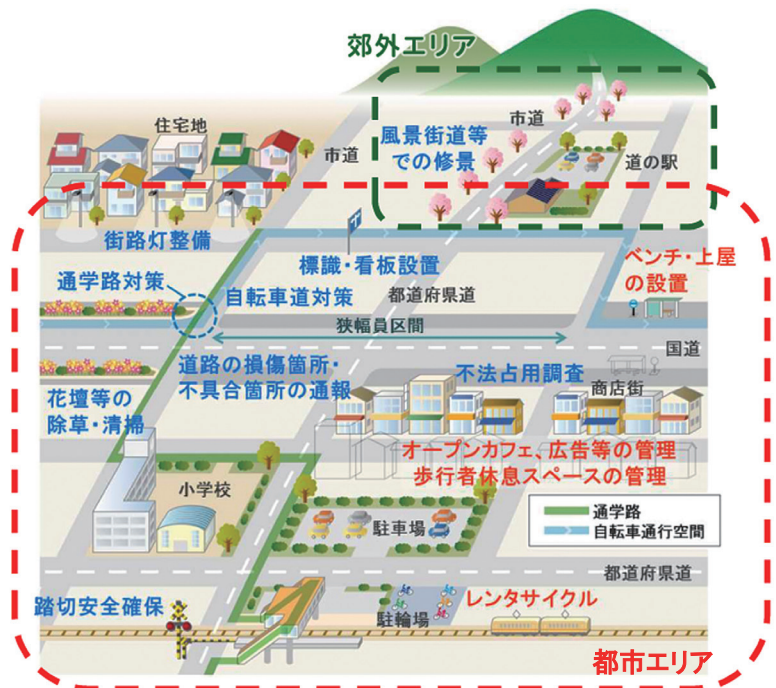 郊外エリア
住宅地
市道
市道
風景街道等
での修景
道の駅
街路灯整備
標識・看板設置
ベンチ・上屋
の設置
通学路対策
自転車道対策
都道府県道
狭幅員区間
国道
道路の損傷箇所・
不具合箇所の通報
不法占用調査
商店街
花壇等の
除草・清掃
オープンカフェ、広告等の管理
歩行者休息スペースの管理
小学校
駐車場
通学路
自転車通行空間
都道府県道
踏切安全確保
駐輪場
レンタサイクル
都市エリア